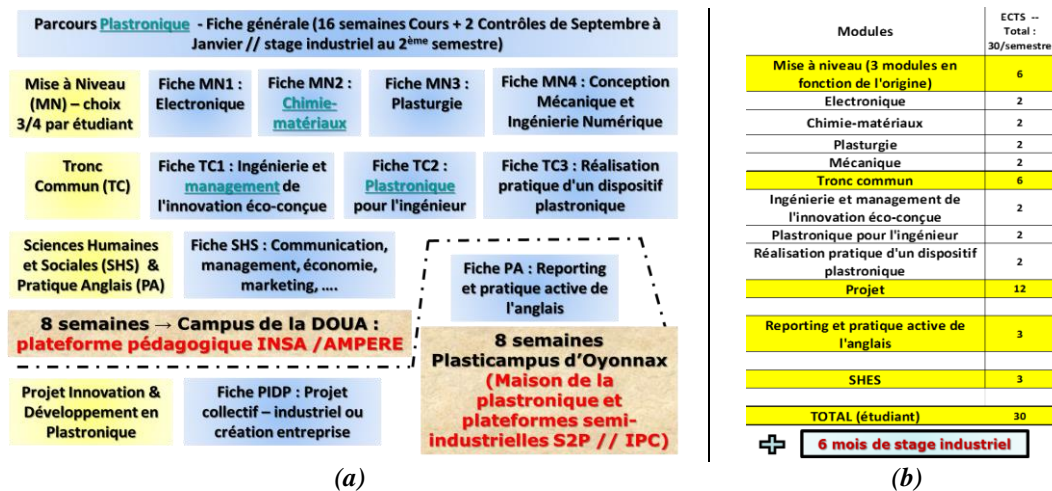 Parcours Plastronique - Fiche générale (16 semaines Cours + 2 Contrôles de Septembre à
Janvier // stage industriel au 2ème semestre)
Mise à Niveau
(MN) – choix
3/4 par étudiant
Fiche MN1 :
Electronique
Fiche MN2 :
Chimie-
matériaux
Fiche MN3 :
Plasturgie
Fiche MN4 : Conception
Mécanique et
Ingénierie Numérique
Tronc
Commun (TC)
Fiche TC1 : Ingénierie et
management de
l'innovation éco-conçue
Fiche TC2 :
Plastronique
pour l'ingénieur
Fiche TC3 : Réalisation
pratique d'un dispositif
plastronique
Sciences Humaines
et Sociales (SHS) &
Pratique Anglais (PA)
Fiche SHS : Communication,
management, économie,
marketing, ....
Fiche PA : Reporting
et pratique active de
l'anglais
8 semaines → Campus de la DOUA :
plateforme pédagogique INSA /AMPERE
8 semaines
Plasticampus d'Oyonnax
(Maison de la
plastronique et
plateformes semi-
industrielles S2P // IPC)
Projet Innovation &
Développement en
Plastronique
Fiche PIDP : Projet
collectif – industriel ou
création entreprise
(a)
Modules
ECTS --
Total :
30/semestre
Mise à niveau (3 modules en
fonction de l'origine)
6
Electronique
2
Chimie-matériaux
2
Plasturgie
2
Mécanique
2
Tronc commun
6
Ingénierie et management de
l'innovation éco-conçue
2
Plastronique pour l'ingénieur
2
Réalisation pratique d'un dispositif
plastronique
2
Projet
12
Reporting et pratique active de
l'anglais
3
SHES
3
TOTAL (étudiant)
30
6 mois de stage industriel
(b)